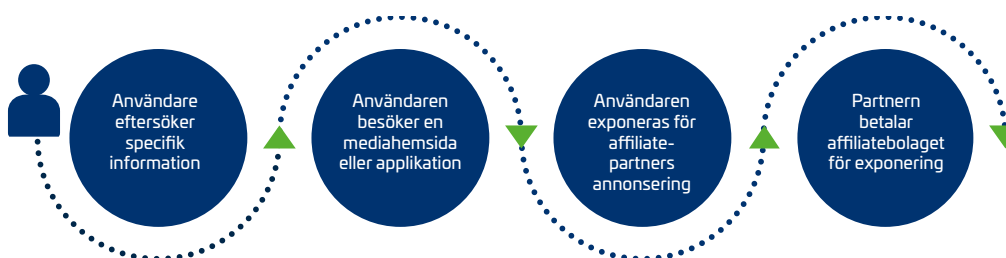 Användare
eftersöker
specifik
information
Användaren
besöker en
mediahemsida
eller applikation
Användaren
exponeras för
affiliate-
partners
annonsering
Partnern
betalar
affiliatebolaget
för exponering